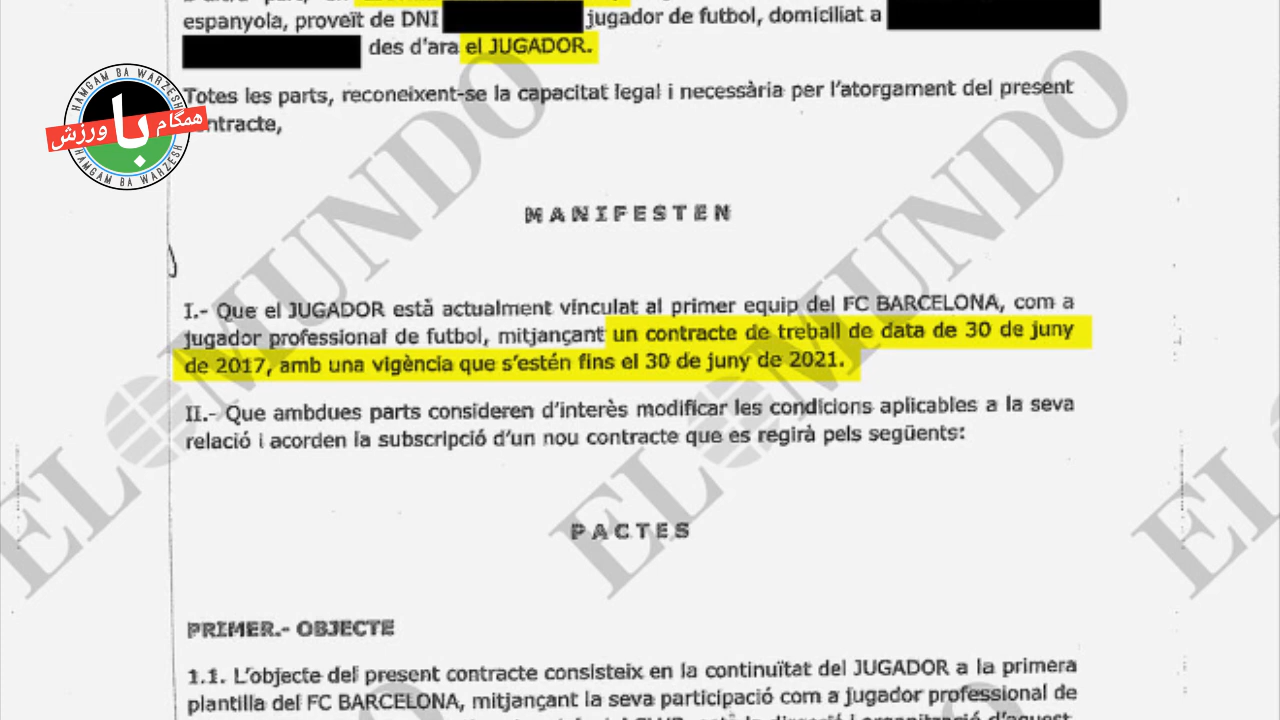 espanyola, proveït de DNI jugador de futbol, domiciliat a
des d'ara el JUGADOR.
Totes les parts, reconeixent-se la capacitat legal i necessària per l'atorgament del present
contracte,
HAMGAM BA WARZESH
همگام با ورزش
HAMGAM BA WARZESH
MANIFESTEN
I.- Que el JUGADOR està actualment vinculat al primer equip del FC BARCELONA, com a
jugador professional de futbol, mitjançant un contracte de treball de data de 30 de juny
de 2017, amb una vigència que s'estén fins el 30 de juny de 2021.
II.- Que ambdues parts consideren d'interès modificar les condicions aplicables a la seva
relació i acorden la subscripció d'un nou contracte que es regirà pels següents:
PACTES
PRIMER.- OBJECTE
1.1. L'objecte del present contracte consisteix en la continuïtat del JUGADOR a la primera
plantilla del FC BARCELONA, mitjançant la seva participació com a jugador professional de
EL MUNDO
EL MUNDO
EL